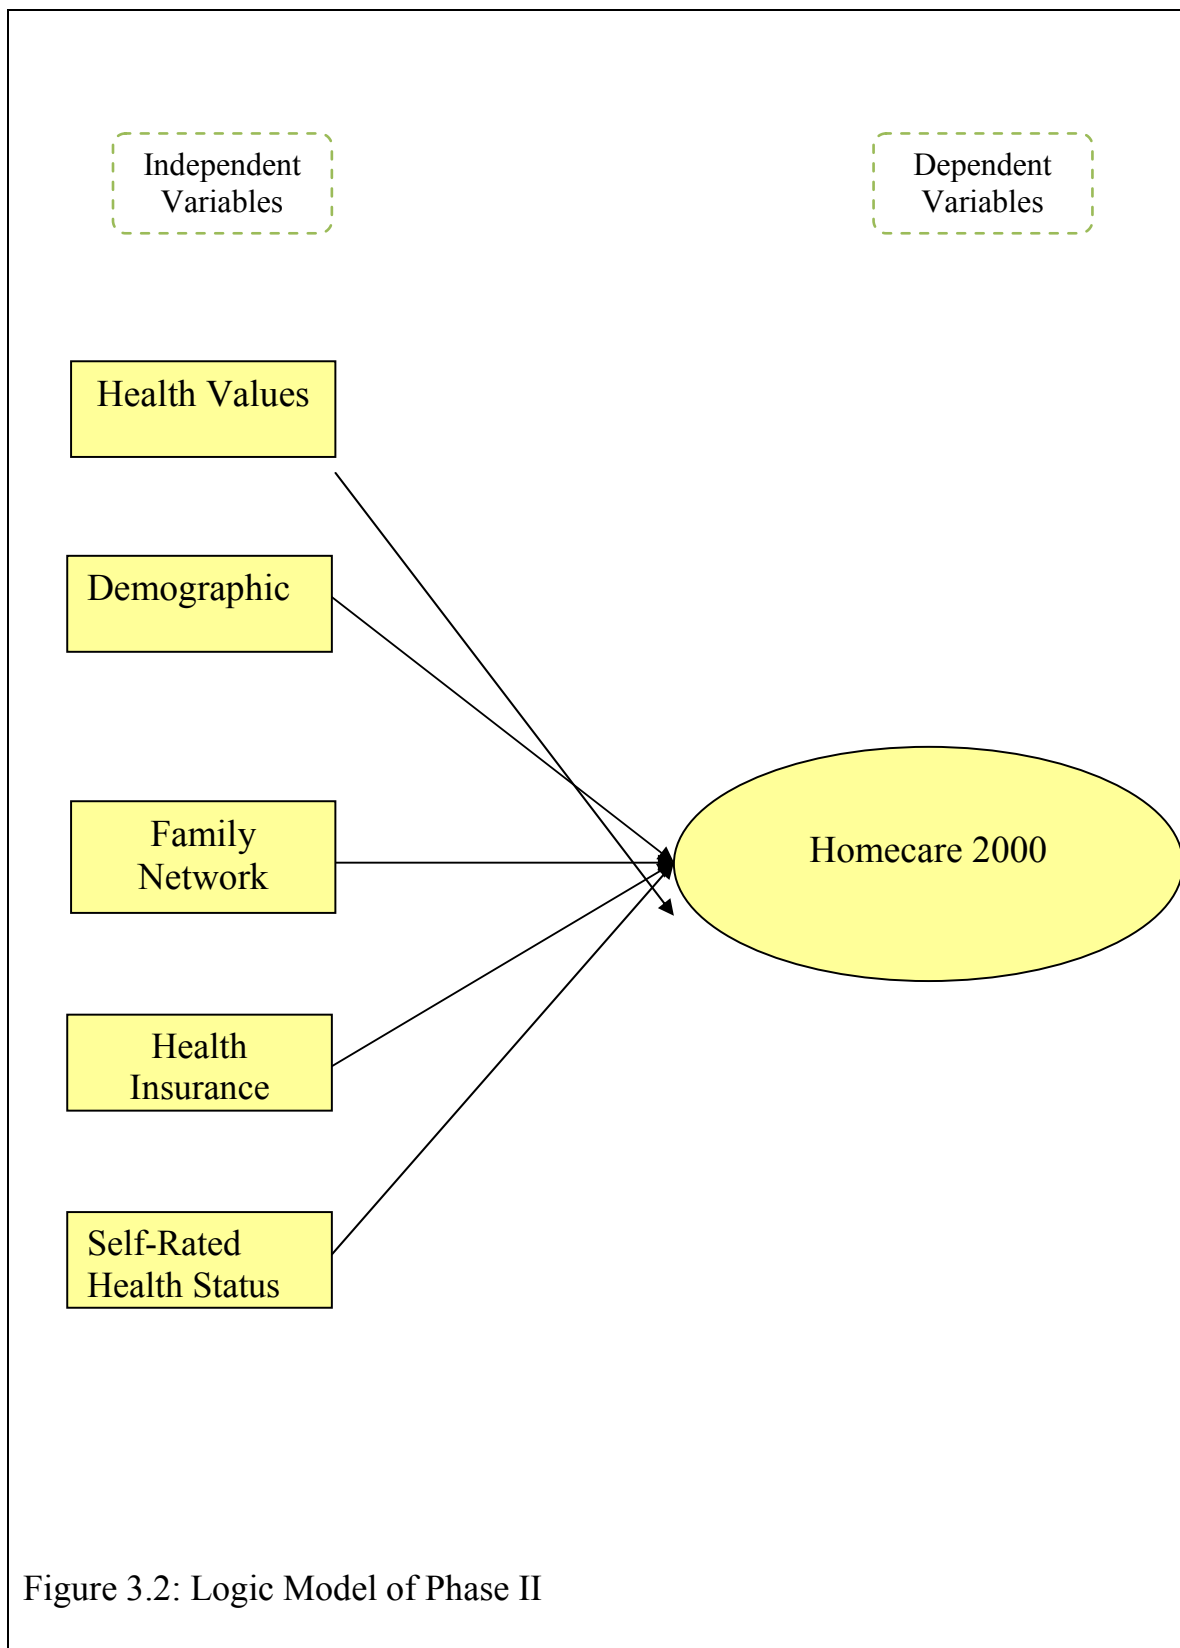 Independent
Variables
Dependent
Variables
Health Values
Demographic
Family
Network
Homecare 2000
Health
Insurance
Self-Rated
Health Status
Figure 3.2: Logic Model of Phase II